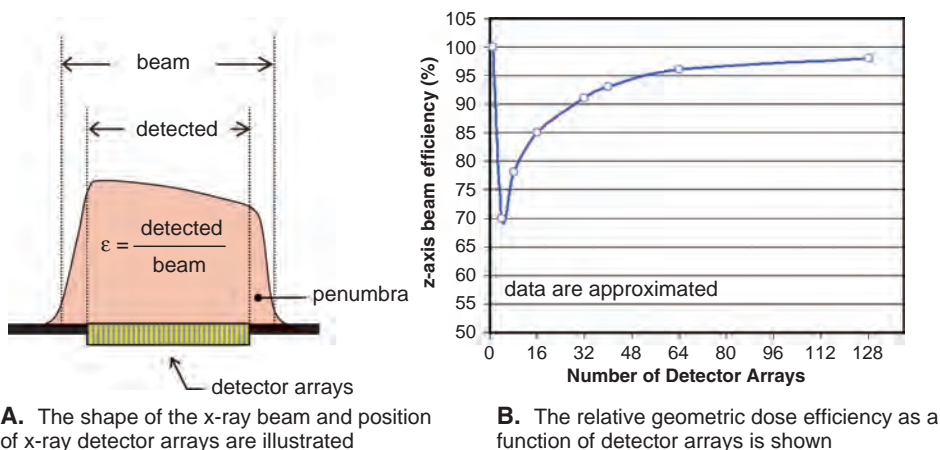 beam
detected
ε = detected / beam
penumbra
detector arrays
A. The shape of the x-ray beam and position
of x-ray detector arrays are illustrated
105
100
95
90
85
80
75
70
65
60
55
50
z-axis beam efficiency (%)
data are approximated
0 16 32 48 64 80 96 112 128
Number of Detector Arrays
B. The relative geometric dose efficiency as a
function of detector arrays is shown